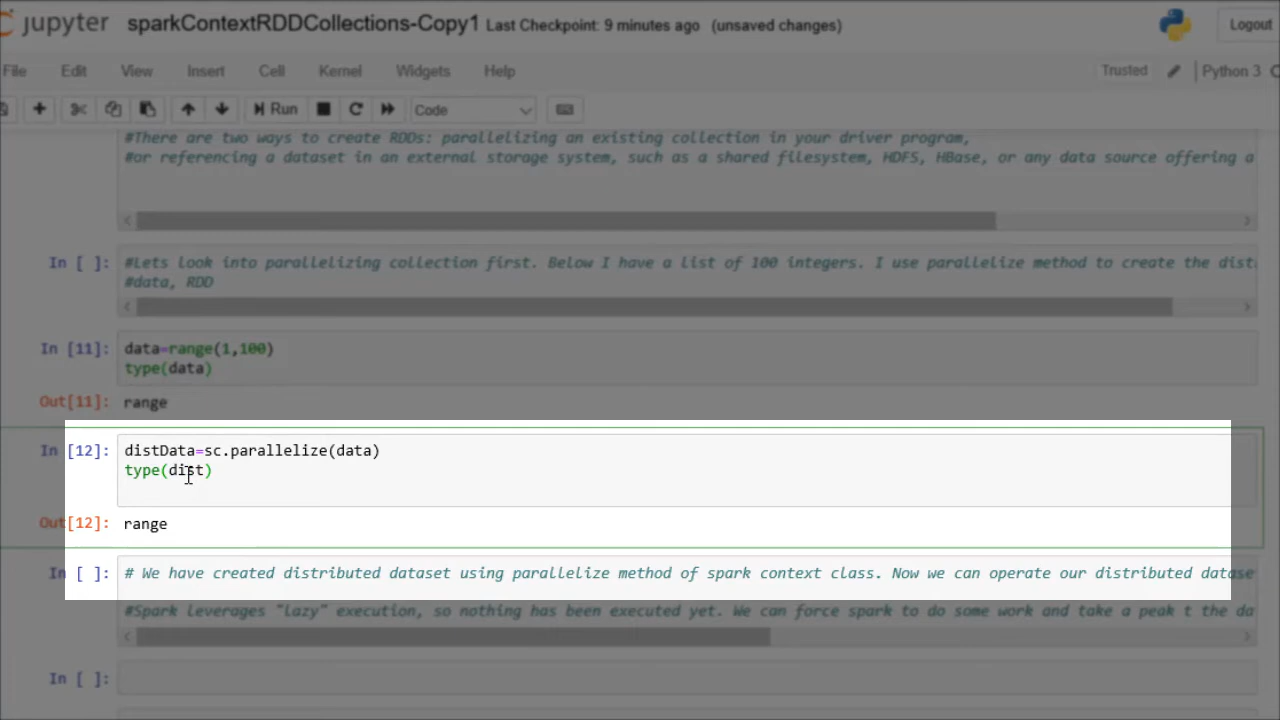 jupyter sparkContextRDDCollections-Copy1 Last Checkpoint: 9 minutes ago (unsaved changes) Logout
File Edit View Insert Cell Kernel Widgets Help Trusted Python 3
Run Code
#There are two ways to create RDDs: parallelizing an existing collection in your driver program,
#or referencing a dataset in an external storage system, such as a shared filesystem, HDFS, HBase, or any data source offering a
In [ ]: #Lets look into parallelizing collection first. Below I have a list of 100 integers. I use parallelize method to create the dist
#data, RDD
In [11]: data=range(1,100)
type(data)
Out[11]: range
In [12]: distData=sc.parallelize(data)
type(dist)
Out[12]: range
In [ ]: # We have created distributed dataset using parallelize method of spark context class. Now we can operate our distributed datase
#Spark leverages "lazy" execution, so nothing has been executed yet. We can force spark to do some work and take a peak t the da
In [ ]: